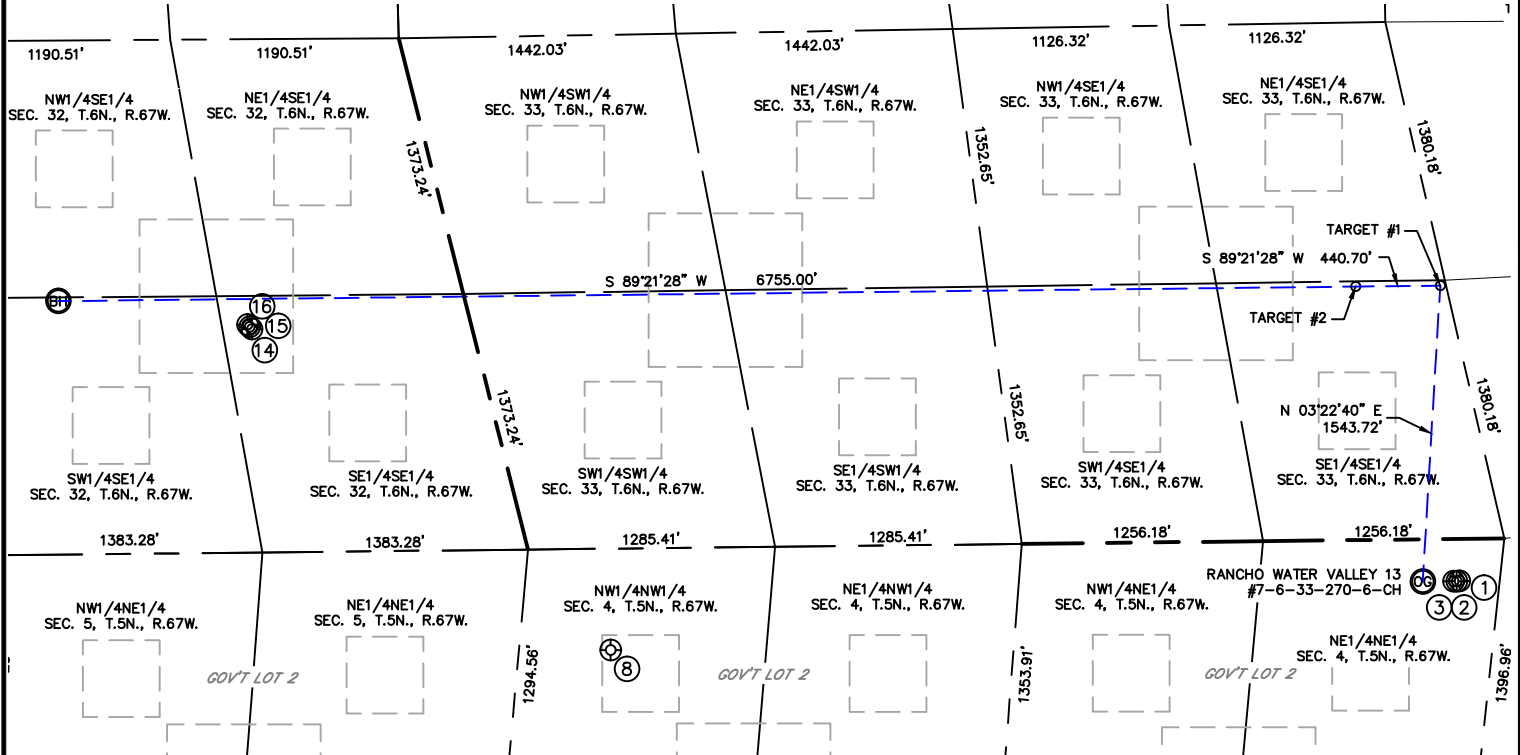 1190.51'
1190.51'
1442.03'
1442.03'
1126.32'
1126.32'
NW1/4SE1/4
SEC. 32, T.6N., R.67W.
NE1/4SE1/4
SEC. 32, T.6N., R.67W.
NW1/4SW1/4
SEC. 33, T.6N., R.67W.
NE1/4SW1/4
SEC. 33, T.6N., R.67W.
NW1/4SE1/4
SEC. 33, T.6N., R.67W.
NE1/4SE1/4
SEC. 33, T.6N., R.67W.
1373.24'
1352.65'
1380.18'
TARGET #1
S 89°21'28" W 440.70'
S 89°21'28" W 6755.00'
BH
16
15
14
TARGET #2
1373.24'
1352.65'
1380.18'
N 03°22'40" E
1543.72'
SW1/4SE1/4
SEC. 32, T.6N., R.67W.
SE1/4SE1/4
SEC. 32, T.6N., R.67W.
SW1/4SW1/4
SEC. 33, T.6N., R.67W.
SE1/4SW1/4
SEC. 33, T.6N., R.67W.
SW1/4SE1/4
SEC. 33, T.6N., R.67W.
SE1/4SE1/4
SEC. 33, T.6N., R.67W.
1383.28'
1383.28'
1285.41'
1285.41'
1256.18'
1256.18'
RANCHO WATER VALLEY 13
#7-6-33-270-6-CH
OG
1
3
2
NW1/4NE1/4
SEC. 5, T.5N., R.67W.
NE1/4NE1/4
SEC. 5, T.5N., R.67W.
NW1/4NW1/4
SEC. 4, T.5N., R.67W.
NE1/4NW1/4
SEC. 4, T.5N., R.67W.
NW1/4NE1/4
SEC. 4, T.5N., R.67W.
NE1/4NE1/4
SEC. 4, T.5N., R.67W.
8
GOV'T LOT 2
1294.56'
GOV'T LOT 2
1353.91'
GOV'T LOT 2
1396.96'